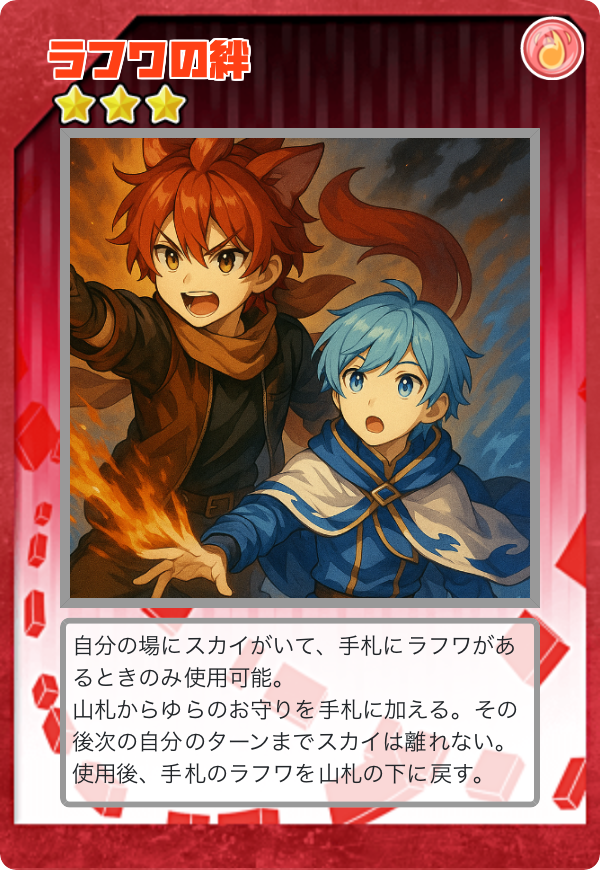 ラフワの絆
自分の場にスカイがいて、手札にラフワがあ
るときのみ使用可能。
山札からゆらのお守りを手札に加える。その
後次の自分のターンまでスカイは離れない。
使用後、手札のラフワを山札の下に戻す。